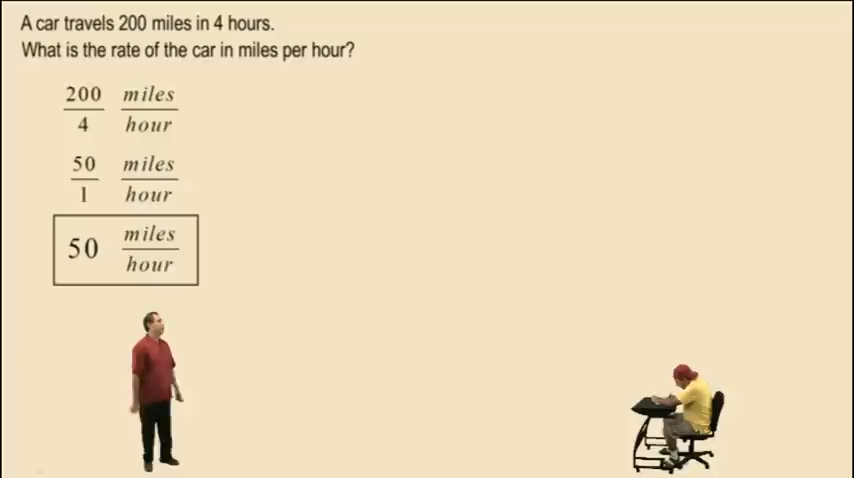 A car travels 200 miles in 4 hours.
What is the rate of the car in miles per hour?
200 miles
4 hour
50 miles
1 hour
50 miles
hour